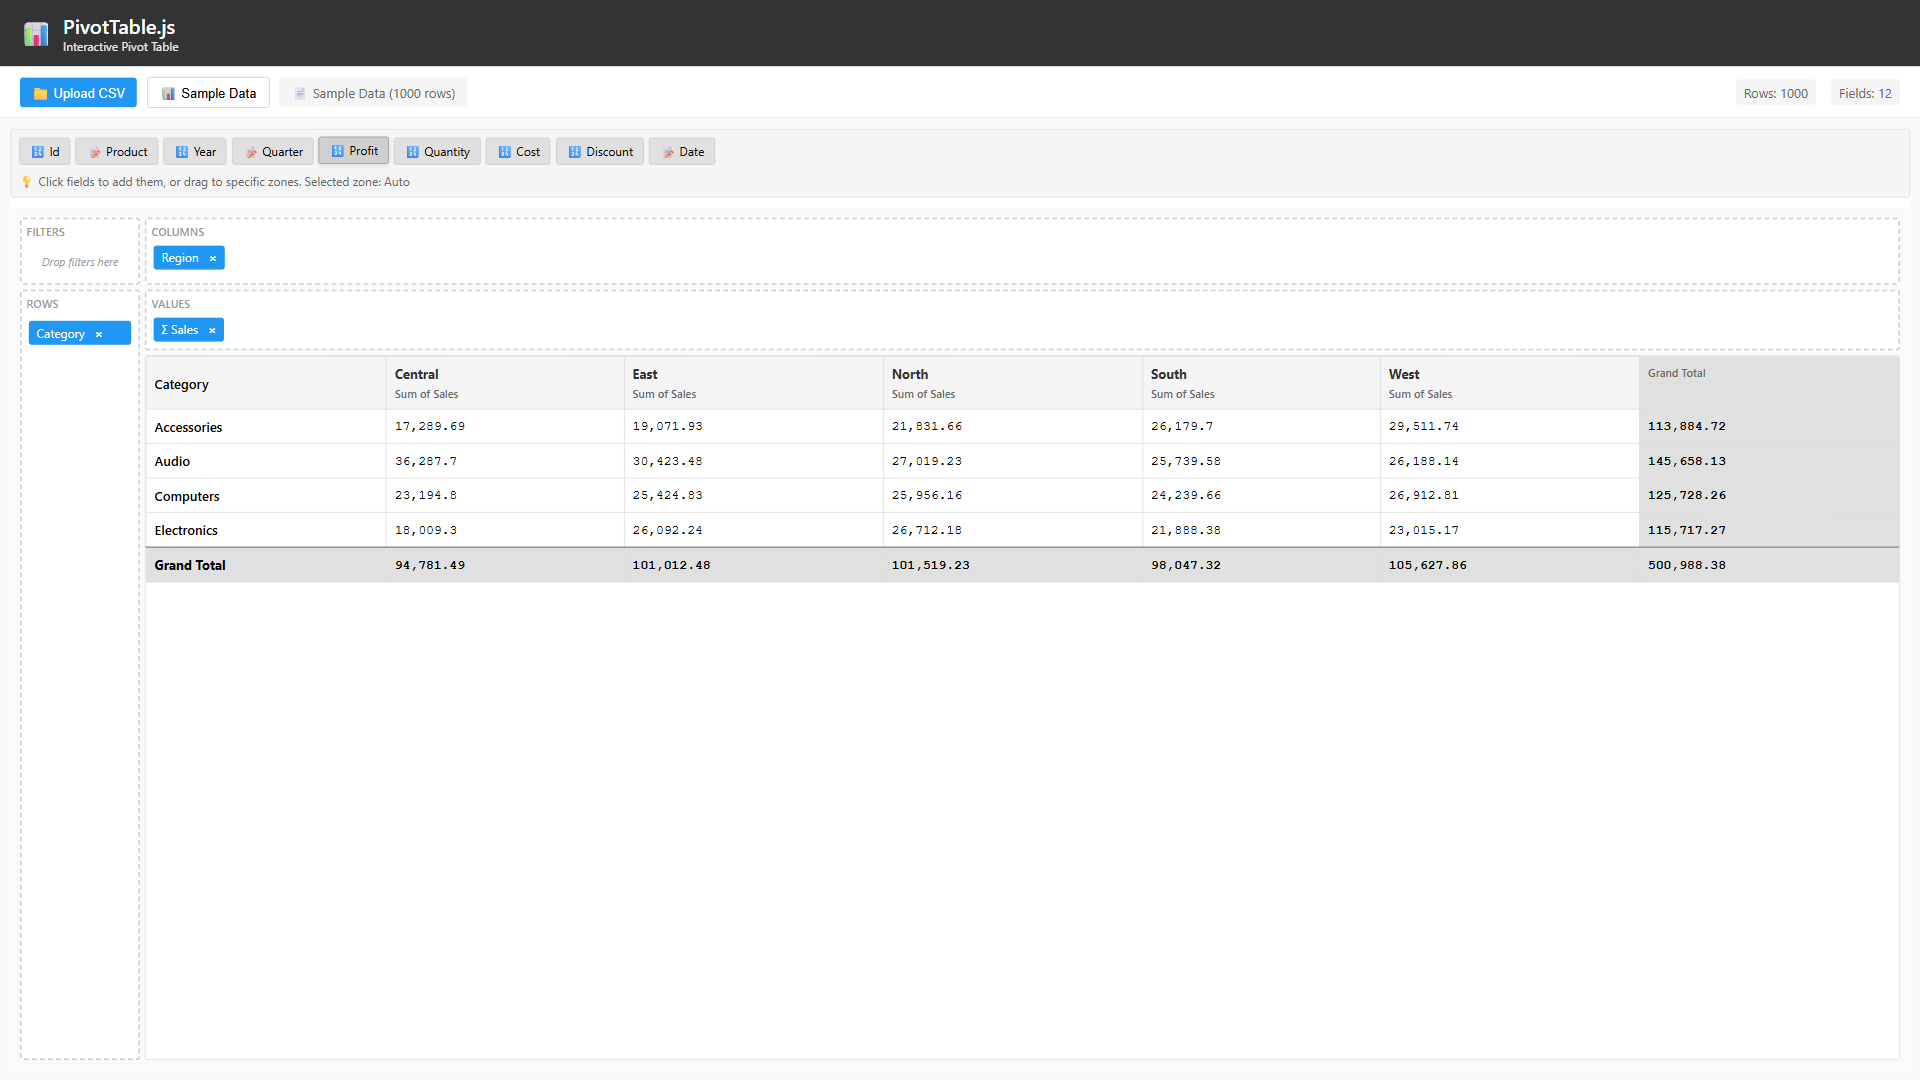 PivotTable.js
Interactive Pivot Table
Upload CSV
Sample Data
Sample Data (1000 rows)
Rows: 1000
Fields: 12
Id
Product
Year
Quarter
Profit
Quantity
Cost
Discount
Date
Click fields to add them, or drag to specific zones. Selected zone: Auto
FILTERS
Drop filters here
COLUMNS
Region ×
ROWS
Category ×
VALUES
Σ Sales ×
Category
Central
Sum of Sales
East
Sum of Sales
North
Sum of Sales
South
Sum of Sales
West
Sum of Sales
Grand Total
Accessories 17,289.69 19,071.93 21,831.66 26,179.7 29,511.74 113,884.72
Audio 36,287.7 30,423.48 27,019.23 25,739.58 26,188.14 145,658.13
Computers 23,194.8 25,424.83 25,956.16 24,239.66 26,912.81 125,728.26
Electronics 18,009.3 26,092.24 26,712.18 21,888.38 23,015.17 115,717.27
Grand Total 94,781.49 101,012.48 101,519.23 98,047.32 105,627.86 500,988.38